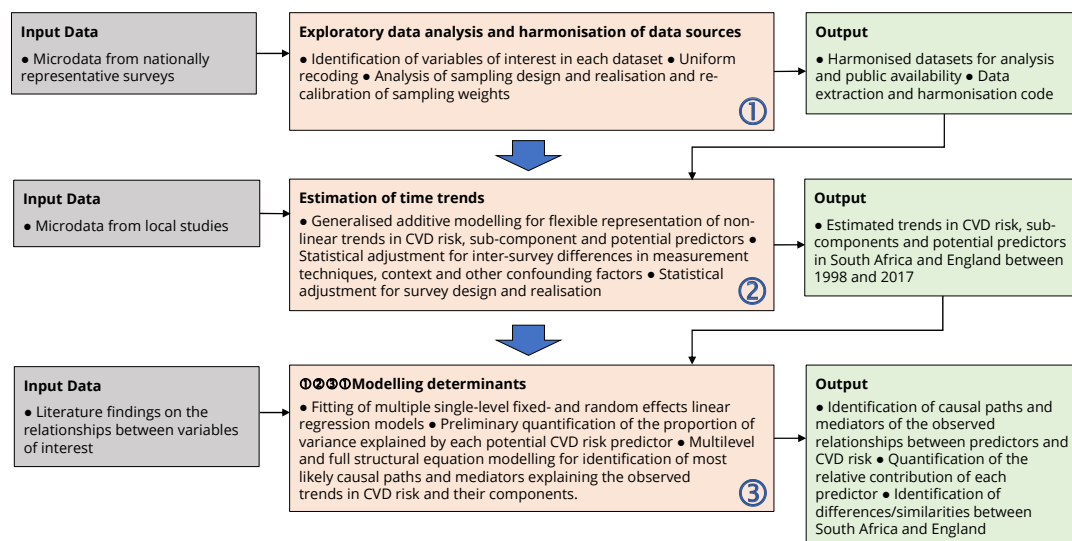 Input Data
● Microdata from nationally
representative surveys
Exploratory data analysis and harmonisation of data sources
● Identification of variables of interest in each dataset ● Uniform
recoding ● Analysis of sampling design and realisation and re-
calibration of sampling weights
①
Output
● Harmonised datasets for analysis
and public availability ● Data
extraction and harmonisation code
Input Data
● Microdata from local studies
Estimation of time trends
● Generalised additive modelling for flexible representation of non-
linear trends in CVD risk, sub-component and potential predictors ●
Statistical adjustment for inter-survey differences in measurement
techniques, context and other confounding factors ● Statistical
adjustment for survey design and realisation
②
Output
● Estimated trends in CVD risk, sub-
components and potential predictors
in South Africa and England between
1998 and 2017
Input Data
● Literature findings on the
relationships between variables
of interest
①②③①Modelling determinants
● Fitting of multiple single-level fixed- and random effects linear
regression models ● Preliminary quantification of the proportion of
variance explained by each potential CVD risk predictor ● Multilevel
and full structural equation modelling for identification of most
likely causal paths and mediators explaining the observed
trends in CVD risk and their components.
③
Output
● Identification of causal paths and
mediators of the observed
relationships between predictors and
CVD risk ● Quantification of the
relative contribution of each
predictor ● Identification of
differences/similarities between
South Africa and England